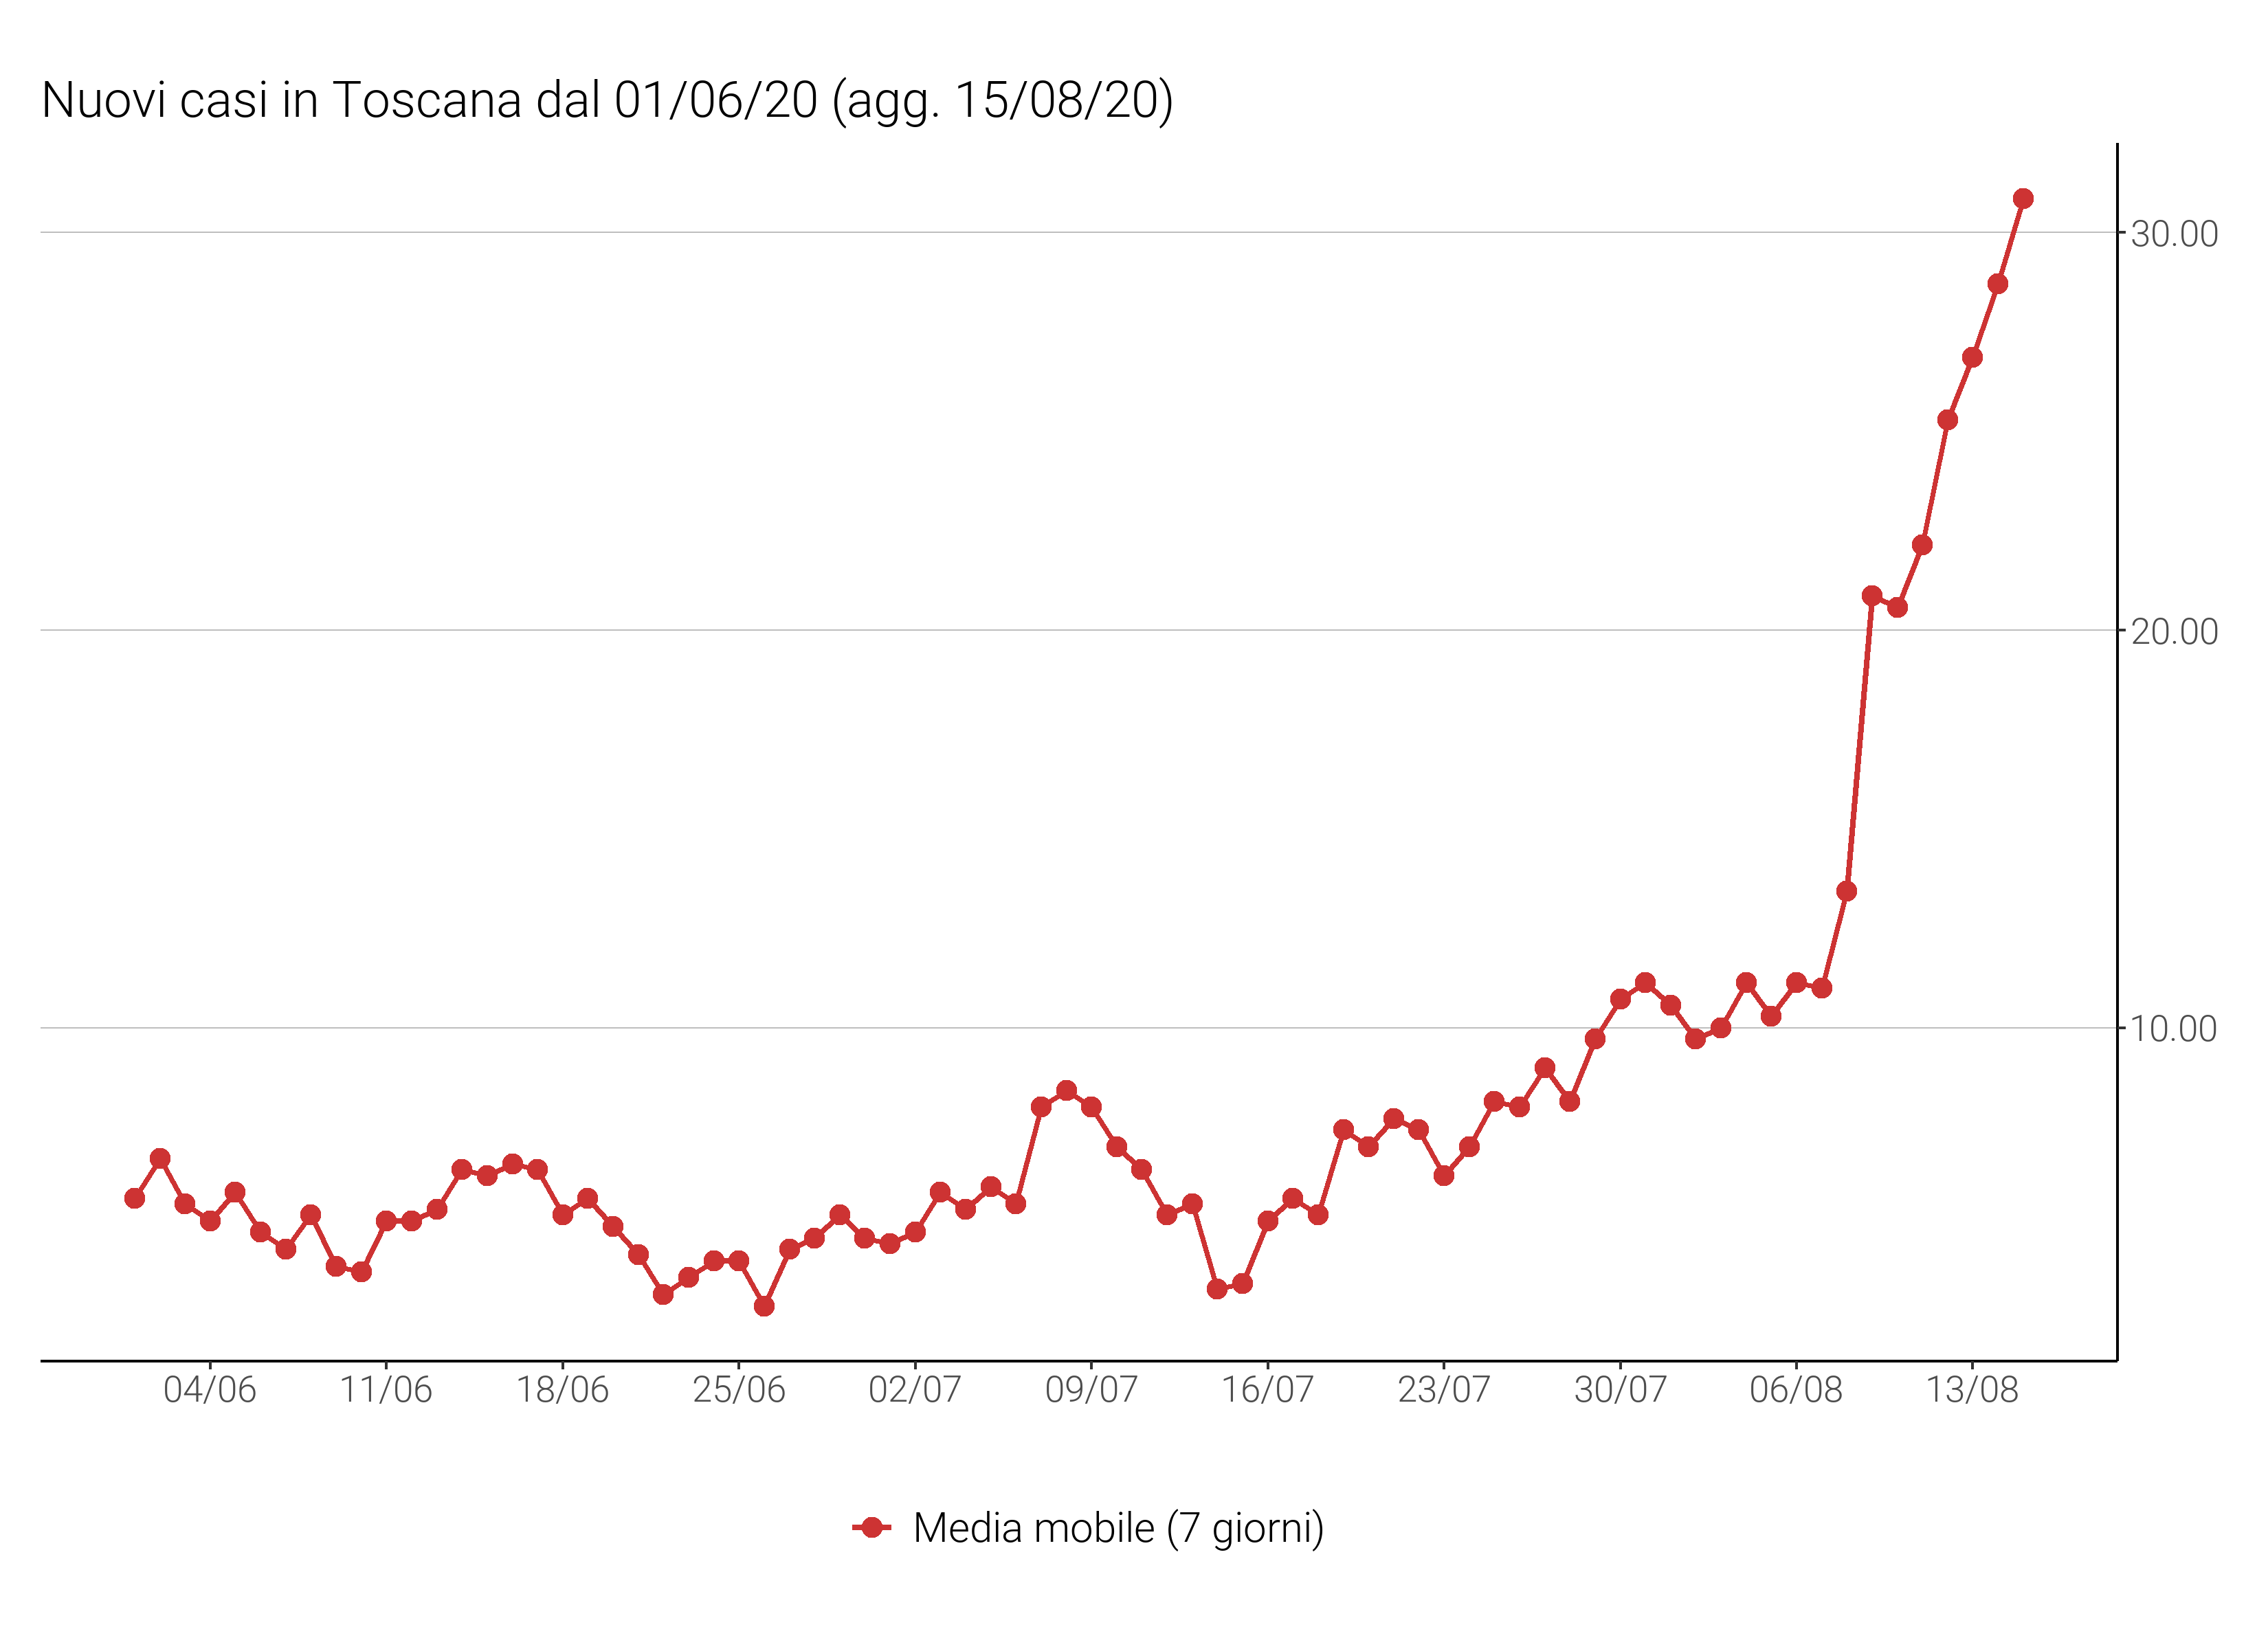 Nuovi casi in Toscana dal 01/06/20 (agg. 15/08/20)
30.00
20.00
10.00
04/06 11/06 18/06 25/06 02/07 09/07 16/07 23/07 30/07 06/08 13/08
Media mobile (7 giorni)